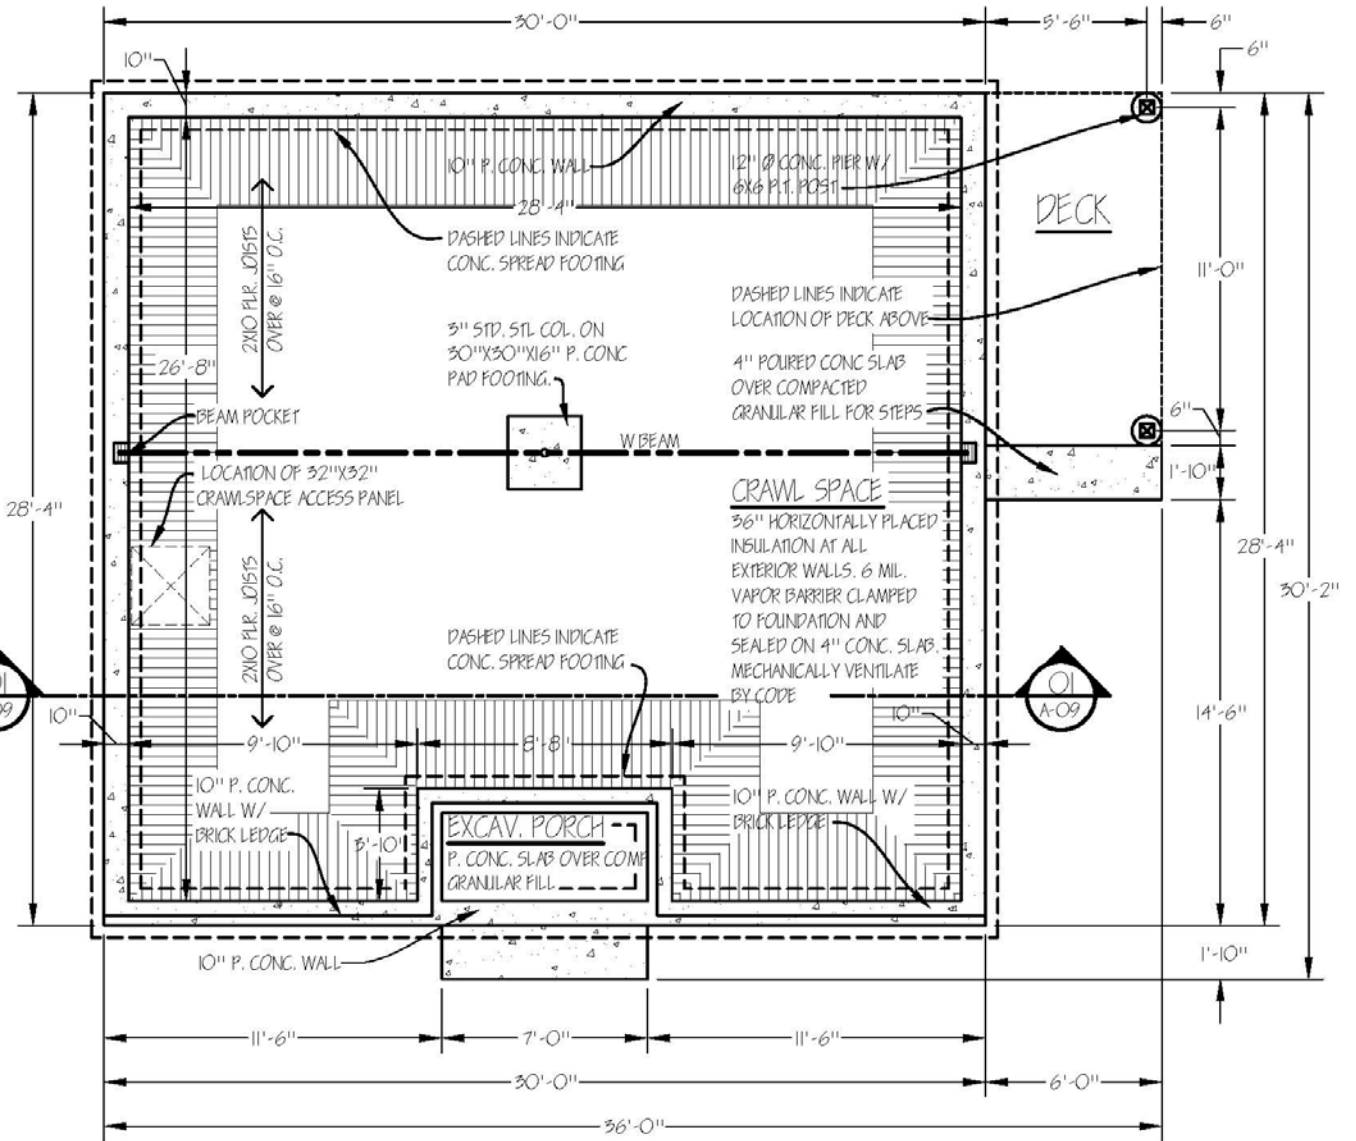 30'-0"
5'-6"
6"
6"
10"
10" P. CONC. WALL
12" Ø CONC. PIER W/
6X6 P.T. POST
28'-4"
DECK
DASHED LINES INDICATE
CONC. SPREAD FOOTING
2X10 FLR. JOISTS
OVER @ 16" O.C.
11'-0"
DASHED LINES INDICATE
LOCATION OF DECK ABOVE
3" STD. STL COL. ON
30"X30"X16" P. CONC
PAD FOOTING.
26'-8"
4" POURED CONC SLAB
OVER COMPACTED
GRANULAR FILL FOR STEPS
6"
BEAM POCKET
W BEAM
1'-10"
LOCATION OF 32"X32"
CRAWLSPACE ACCESS PANEL
28'-4"
CRAWL SPACE
36" HORIZONTALLY PLACED
INSULATION AT ALL
EXTERIOR WALLS. 6 MIL.
VAPOR BARRIER CLAMPED
TO FOUNDATION AND
SEALED ON 4" CONC. SLAB.
MECHANICALLY VENTILATE
BY CODE
28'-4"
30'-2"
2X10 FLR. JOISTS
OVER @ 16" O.C.
DASHED LINES INDICATE
CONC. SPREAD FOOTING
01
A-09
10"
10"
14'-6"
9'-10"
8'-8"
9'-10"
10" P. CONC.
WALL W/
BRICK LEDGE
3'-10"
10" P. CONC. WALL W/
BRICK LEDGE
EXCAV. PORCH
P. CONC. SLAB OVER COMP
GRANULAR FILL
10" P. CONC. WALL
1'-10"
11'-6"
7'-0"
11'-6"
30'-0"
6'-0"
36'-0"